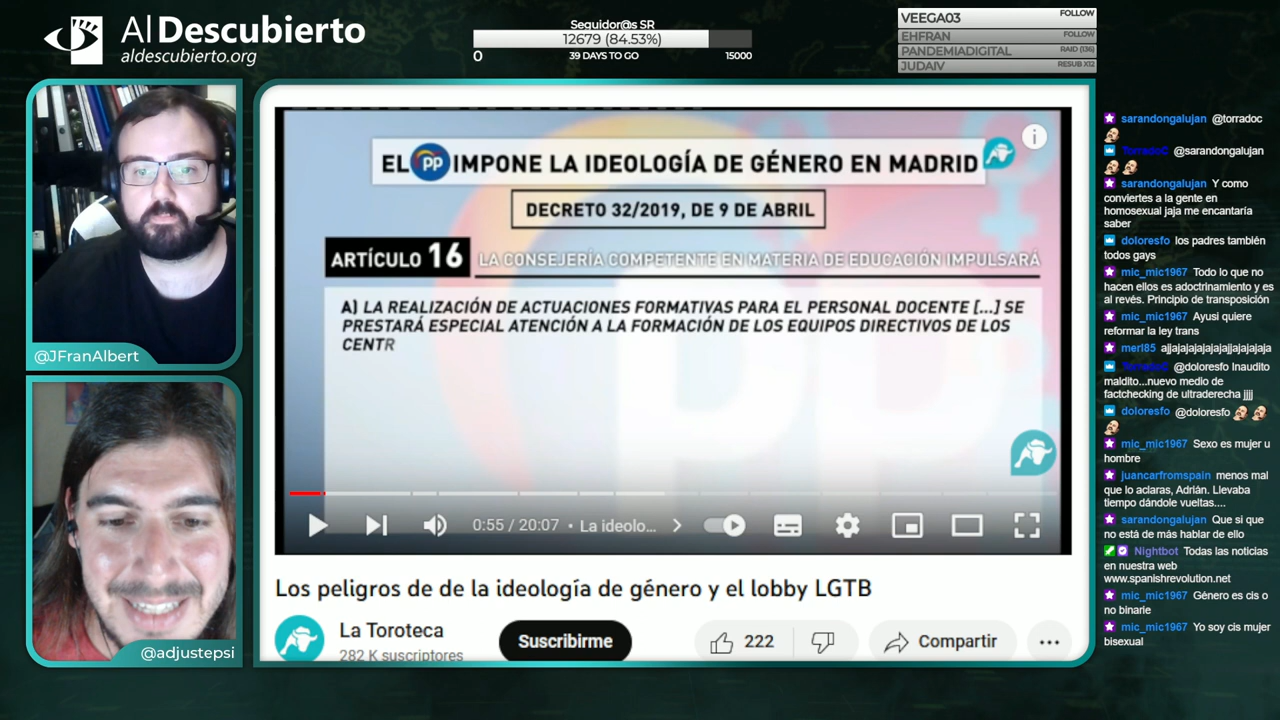 Al Descubierto
aldescubierto.org
Seguidor@s SR
12679 (84.53%)
0
39 DAYS TO GO
15000
VEEGA03 FOLLOW
EHFRAN FOLLOW
PANDEMIADIGITAL RAID (136)
JUDAIV RESUB X12
@JFranAlbert
@adjustepsi
EL PP IMPONE LA IDEOLOGÍA DE GÉNERO EN MADRID
DECRETO 32/2019, DE 9 DE ABRIL
ARTÍCULO 16 LA CONSEJERÍA COMPETENTE EN MATERIA DE EDUCACIÓN IMPULSARÁ
A) LA REALIZACIÓN DE ACTUACIONES FORMATIVAS PARA EL PERSONAL DOCENTE [...] SE
PRESTARÁ ESPECIAL ATENCIÓN A LA FORMACIÓN DE LOS EQUIPOS DIRECTIVOS DE LOS
CENTR
0:55 / 20:07 • La ideolo...
Los peligros de de la ideología de género y el lobby LGTB
La Toroteca
282 K suscriptores
Suscribirme
222
Compartir
sarandongalujan @torradoc
TorradoC @sarandongalujan
sarandongalujan Y como
conviertes a la gente en
homosexual jaja me encantaría
saber
doloresfo los padres también
todos gays
mic_mic1967 Todo lo que no
hacen ellos es adoctrinamiento y es
al revés. Principio de transposición
mic_mic1967 Ayusi quiere
reformar la ley trans
merl85 ajjajajajajajajjajajajaja
TorradoC @doloresfo Inaudito
maldito...nuevo medio de
factchecking de ultraderecha jjjj
doloresfo @doloresfo
mic_mic1967 Sexo es mujer u
hombre
juancarfromspain menos mal
que lo aclaras, Adrián. Llevaba
tiempo dándole vueltas....
sarandongalujan Que si que
no está de más hablar de ello
Nightbot Todas las noticias
en nuestra web
www.spanishrevolution.net
mic_mic1967 Género es cis o
no binarie
mic_mic1967 Yo soy cis mujer
bisexual